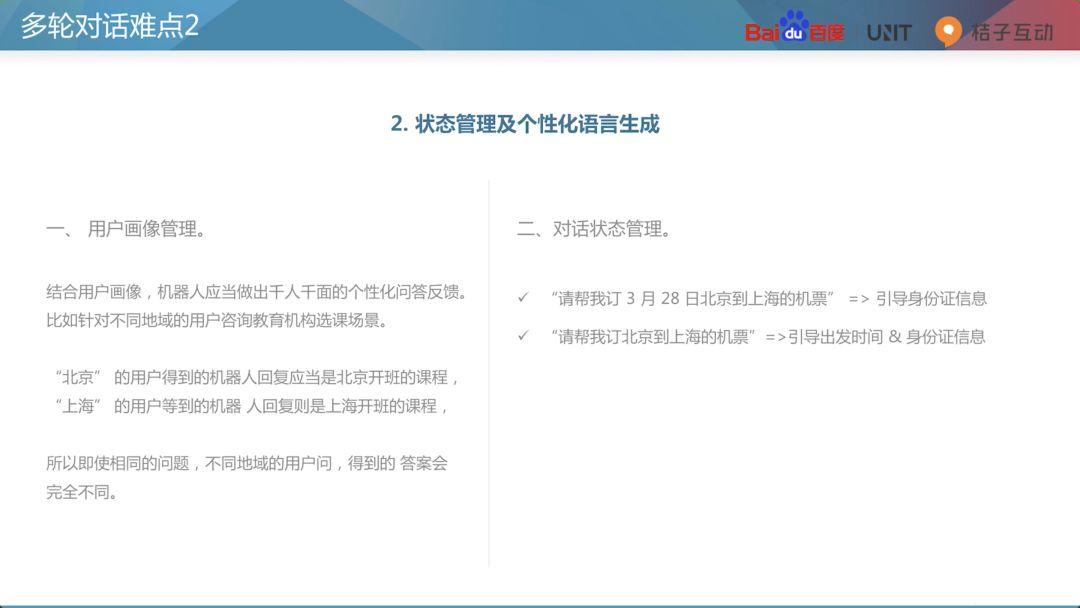 多轮对话难点2
Baidu百度 | UNIT 桔子互动
2. 状态管理及个性化语言生成
一、 用户画像管理。
结合用户画像，机器人应当做出千人千面的个性化问答反馈。
比如针对不同地域的用户咨询教育机构选课场景。
“北京” 的用户得到的机器人回复应当是北京开班的课程，
“上海” 的用户等到的机器 人回复则是上海开班的课程，
所以即使相同的问题，不同地域的用户问，得到的 答案会
完全不同。
二、对话状态管理。
✓ “请帮我订 3 月 28 日北京到上海的机票” => 引导身份证信息
✓ “请帮我订北京到上海的机票”=>引导出发时间 & 身份证信息